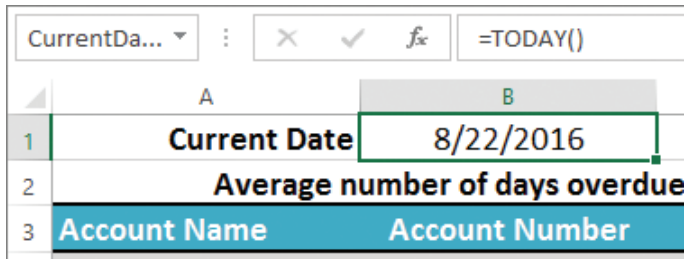 CurrentDa... fx =TODAY()
A B
1 Current Date 8/22/2016
2 Average number of days overdue
3 Account Name Account Number